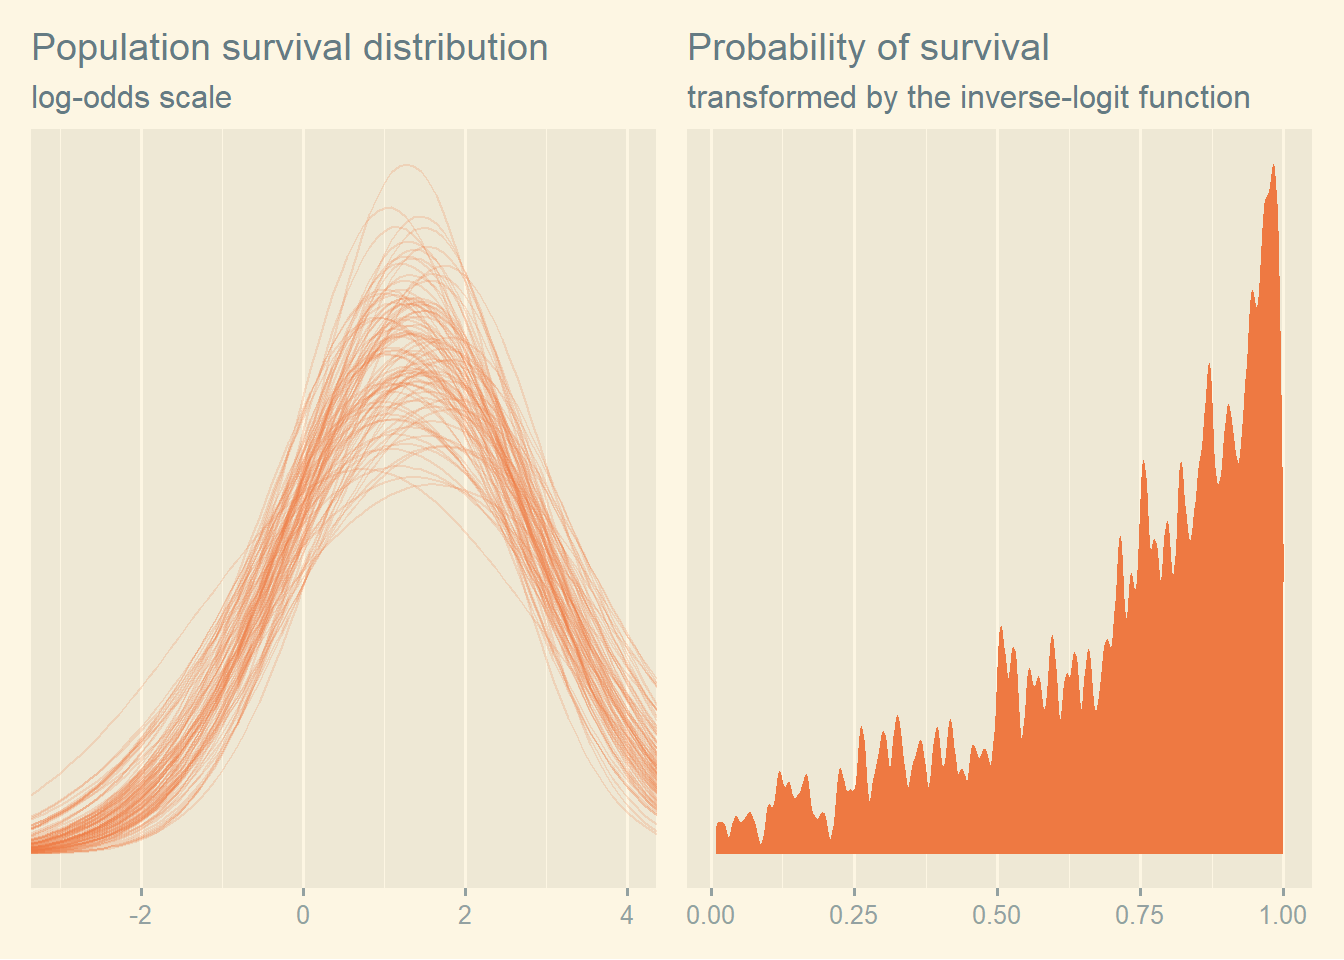 Population survival distribution
log-odds scale
-2 0 2 4
Probability of survival
transformed by the inverse-logit function
0.00 0.25 0.50 0.75 1.00